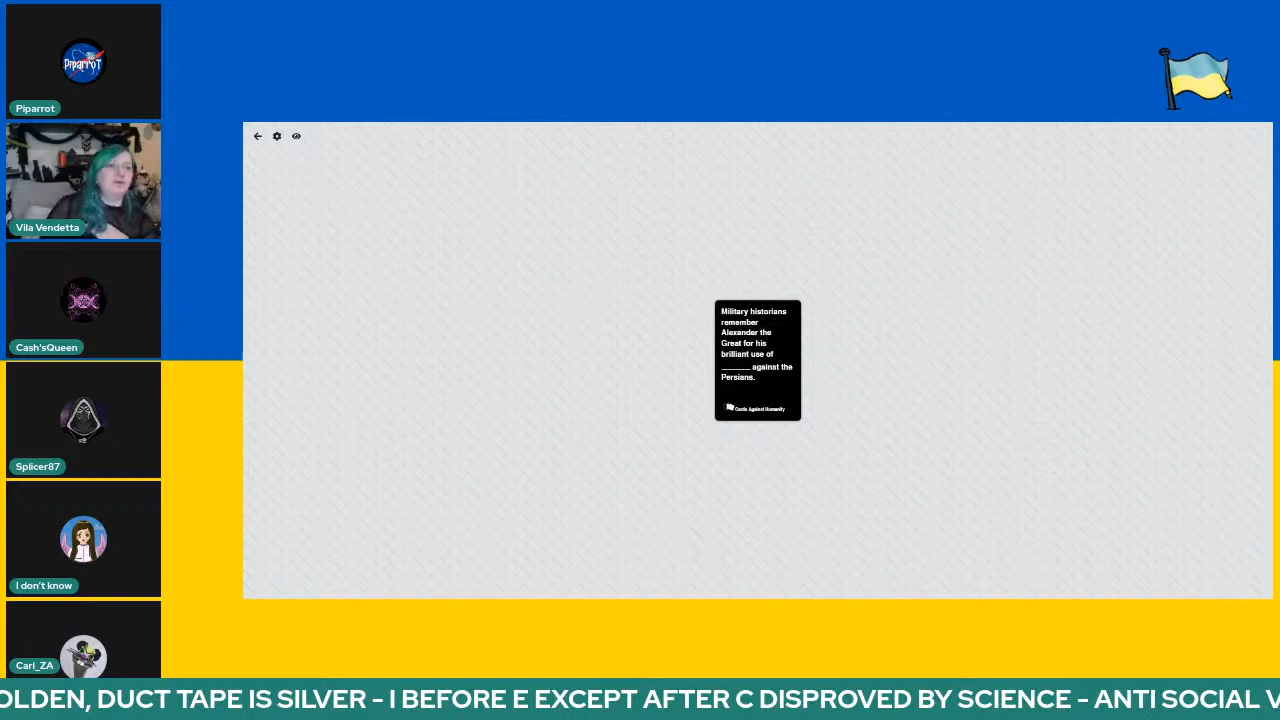 PiparroT
Piparrot
Vila Vendetta
Cash'sQueen
Splicer87
I don't know
Carl_ZA
Military historians
remember
Alexander the
Great for his
brilliant use of
_______ against the
Persians.
Cards Against Humanity
OLDEN, DUCT TAPE IS SILVER - I BEFORE E EXCEPT AFTER C DISPROVED BY SCIENCE - ANTI SOCIAL V